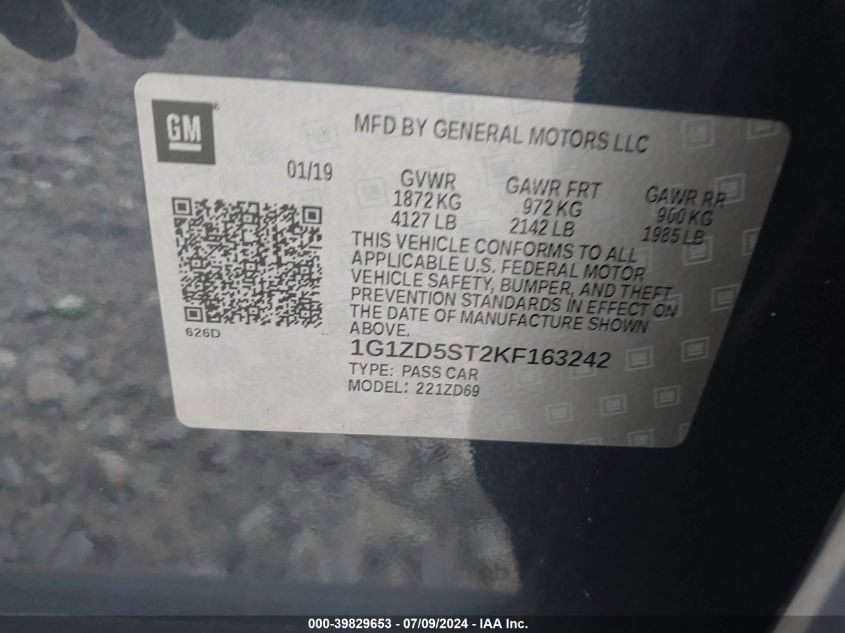 GM
MFD BY GENERAL MOTORS LLC
01/19
GVWR GAWR FRT GAWR RR
1872 KG 972 KG 900 KG
4127 LB 2142 LB 1985 LB
THIS VEHICLE CONFORMS TO ALL
APPLICABLE U.S. FEDERAL MOTOR
VEHICLE SAFETY, BUMPER, AND THEFT
PREVENTION STANDARDS IN EFFECT ON
THE DATE OF MANUFACTURE SHOWN
ABOVE.
626D
1G1ZD5ST2KF163242
TYPE: PASS CAR
MODEL: 221ZD69
000-39829653 - 07/09/2024 - IAA Inc.